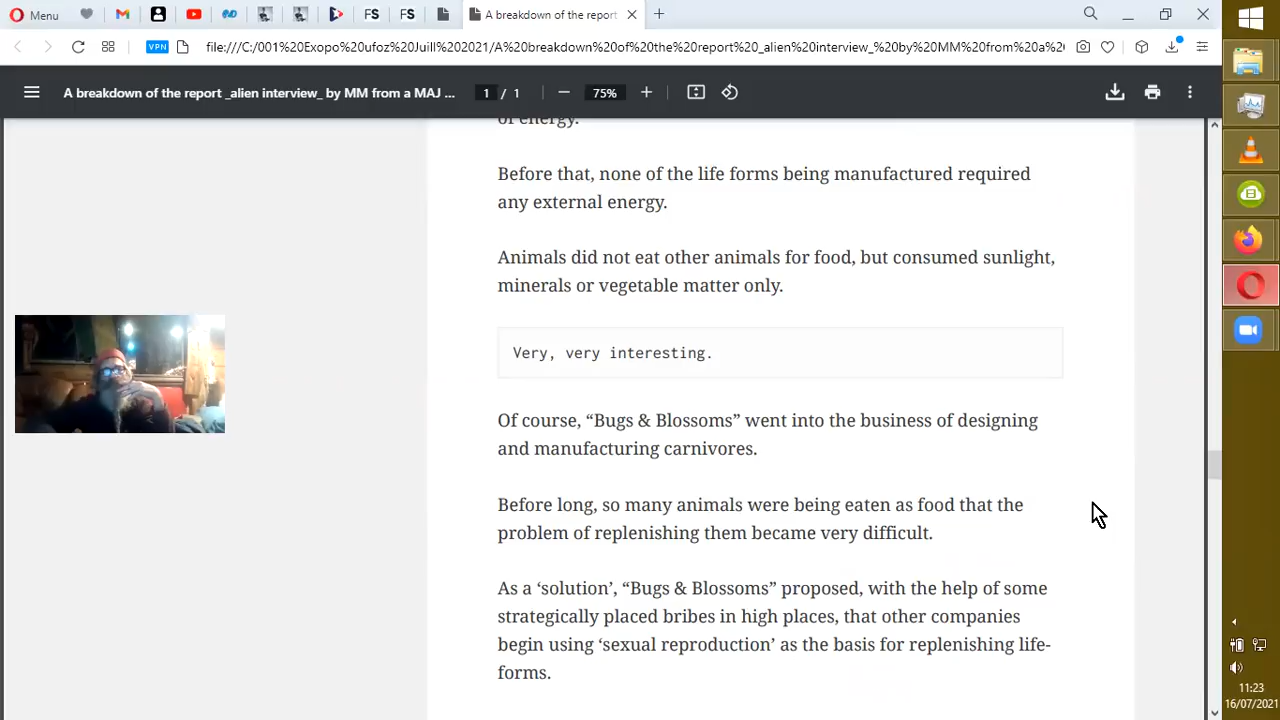 Menu
FS
FS
A breakdown of the report
VPN
file:///C:/001%20Exopo%20ufoz%20Juill%202021/A%20breakdown%20of%20the%20report%20_alien%20interview_%20by%20MM%20from%20a%20
A breakdown of the report _alien interview_ by MM from a MAJ ...
1 / 1
75%
of energy.
Before that, none of the life forms being manufactured required
any external energy.
Animals did not eat other animals for food, but consumed sunlight,
minerals or vegetable matter only.
Very, very interesting.
Of course, “Bugs & Blossoms” went into the business of designing
and manufacturing carnivores.
Before long, so many animals were being eaten as food that the
problem of replenishing them became very difficult.
As a ‘solution’, “Bugs & Blossoms” proposed, with the help of some
strategically placed bribes in high places, that other companies
begin using ‘sexual reproduction’ as the basis for replenishing life-
forms.
11:23
16/07/2021